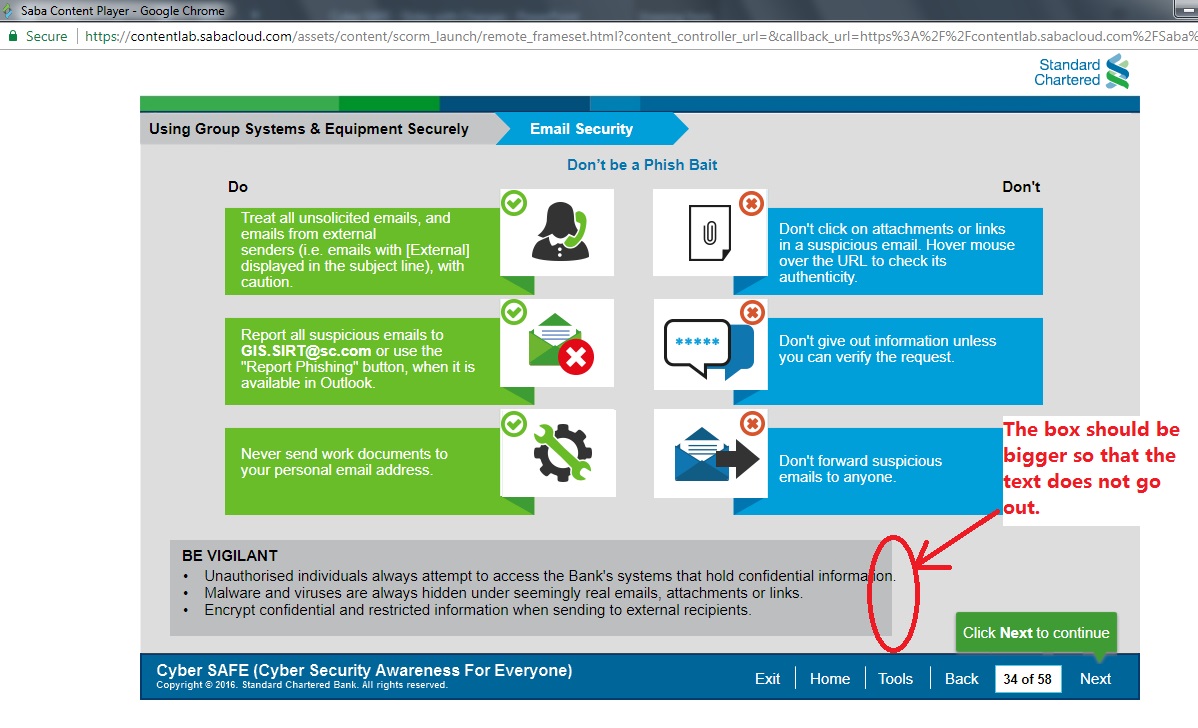 Saba Content Player - Google Chrome
Secure | https://contentlab.sabacloud.com/assets/content/scorm_launch/remote_frameset.html?content_controller_url=&callback_url=https%3A%2F%2Fcontentlab.sabacloud.com%2FSaba%
Standard
Chartered
Using Group Systems & Equipment Securely
Email Security
Don't be a Phish Bait
Do
Don't
Treat all unsolicited emails, and
emails from external
senders (i.e. emails with [External]
displayed in the subject line), with
caution.
Don't click on attachments or links
in a suspicious email. Hover mouse
over the URL to check its
authenticity.
Report all suspicious emails to
GIS.SIRT@sc.com or use the
"Report Phishing" button, when it is
available in Outlook.
*****
Don't give out information unless
you can verify the request.
Never send work documents to
your personal email address.
Don't forward suspicious
emails to anyone.
The box should be
bigger so that the
text does not go
out.
BE VIGILANT
• Unauthorised individuals always attempt to access the Bank's systems that hold confidential information.
• Malware and viruses are always hidden under seemingly real emails, attachments or links.
• Encrypt confidential and restricted information when sending to external recipients.
Click Next to continue
Cyber SAFE (Cyber Security Awareness For Everyone)
Copyright © 2016. Standard Chartered Bank. All rights reserved.
Exit | Home | Tools | Back 34 of 58 Next